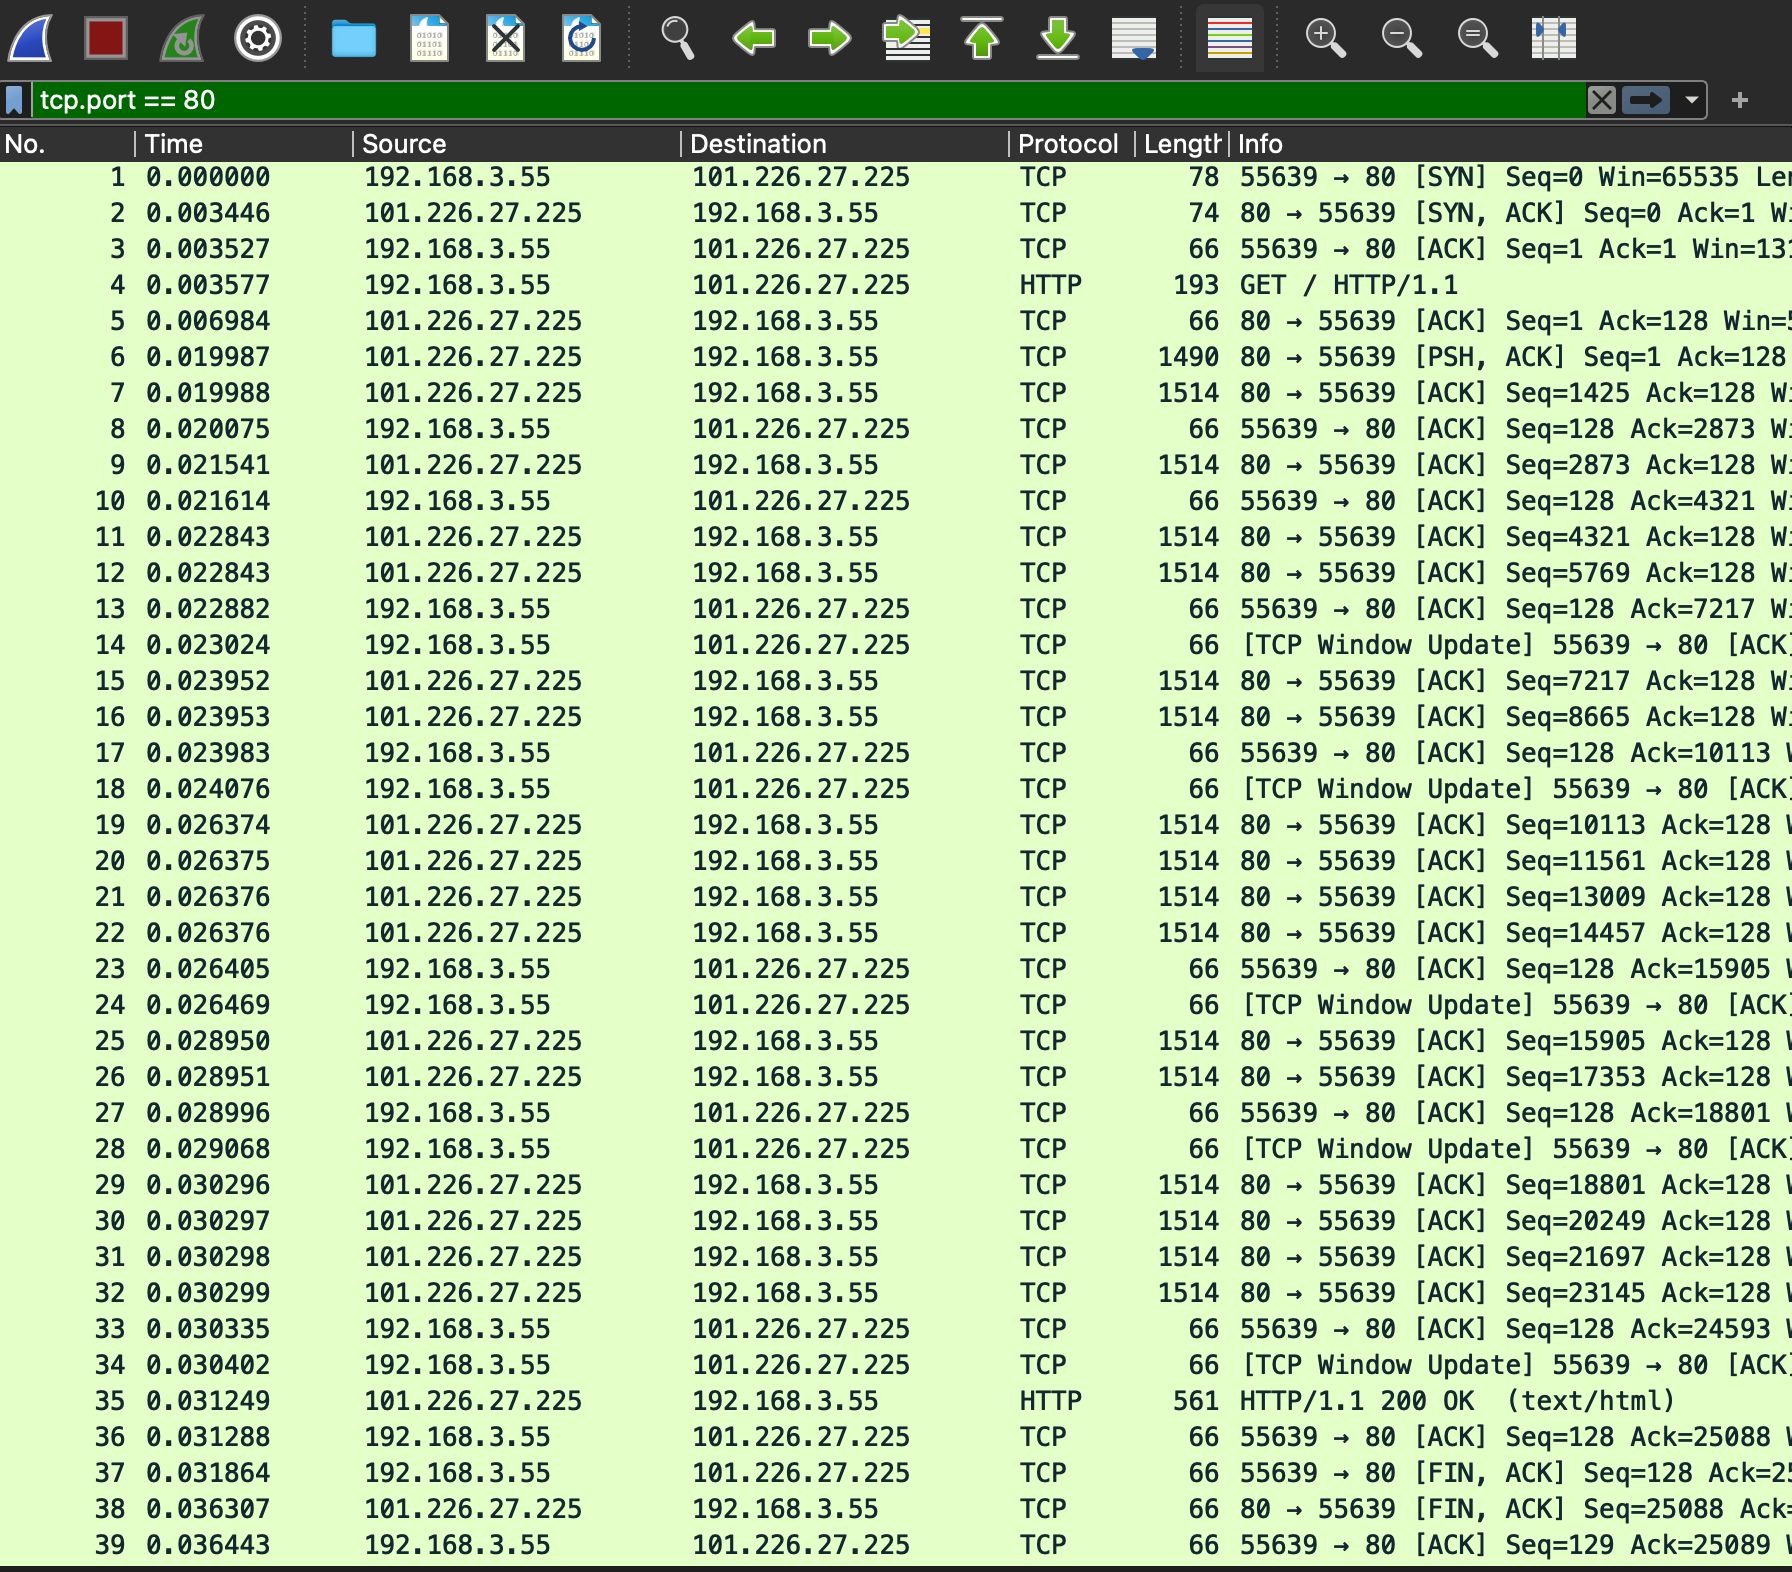 tcp.port == 80
No. Time Source Destination Protocol Length Info
1 0.000000 192.168.3.55 101.226.27.225 TCP 78 55639 → 80 [SYN] Seq=0 Win=65535 Len
2 0.003446 101.226.27.225 192.168.3.55 TCP 74 80 → 55639 [SYN, ACK] Seq=0 Ack=1 Wi
3 0.003527 192.168.3.55 101.226.27.225 TCP 66 55639 → 80 [ACK] Seq=1 Ack=1 Win=131
4 0.003577 192.168.3.55 101.226.27.225 HTTP 193 GET / HTTP/1.1
5 0.006984 101.226.27.225 192.168.3.55 TCP 66 80 → 55639 [ACK] Seq=1 Ack=128 Win=5
6 0.019987 101.226.27.225 192.168.3.55 TCP 1490 80 → 55639 [PSH, ACK] Seq=1 Ack=128
7 0.019988 101.226.27.225 192.168.3.55 TCP 1514 80 → 55639 [ACK] Seq=1425 Ack=128 Wi
8 0.020075 192.168.3.55 101.226.27.225 TCP 66 55639 → 80 [ACK] Seq=128 Ack=2873 Wi
9 0.021541 101.226.27.225 192.168.3.55 TCP 1514 80 → 55639 [ACK] Seq=2873 Ack=128 Wi
10 0.021614 192.168.3.55 101.226.27.225 TCP 66 55639 → 80 [ACK] Seq=128 Ack=4321 Wi
11 0.022843 101.226.27.225 192.168.3.55 TCP 1514 80 → 55639 [ACK] Seq=4321 Ack=128 Wi
12 0.022843 101.226.27.225 192.168.3.55 TCP 1514 80 → 55639 [ACK] Seq=5769 Ack=128 Wi
13 0.022882 192.168.3.55 101.226.27.225 TCP 66 55639 → 80 [ACK] Seq=128 Ack=7217 Wi
14 0.023024 192.168.3.55 101.226.27.225 TCP 66 [TCP Window Update] 55639 → 80 [ACK]
15 0.023952 101.226.27.225 192.168.3.55 TCP 1514 80 → 55639 [ACK] Seq=7217 Ack=128 Wi
16 0.023953 101.226.27.225 192.168.3.55 TCP 1514 80 → 55639 [ACK] Seq=8665 Ack=128 Wi
17 0.023983 192.168.3.55 101.226.27.225 TCP 66 55639 → 80 [ACK] Seq=128 Ack=10113 W
18 0.024076 192.168.3.55 101.226.27.225 TCP 66 [TCP Window Update] 55639 → 80 [ACK]
19 0.026374 101.226.27.225 192.168.3.55 TCP 1514 80 → 55639 [ACK] Seq=10113 Ack=128 W
20 0.026375 101.226.27.225 192.168.3.55 TCP 1514 80 → 55639 [ACK] Seq=11561 Ack=128 W
21 0.026376 101.226.27.225 192.168.3.55 TCP 1514 80 → 55639 [ACK] Seq=13009 Ack=128 W
22 0.026376 101.226.27.225 192.168.3.55 TCP 1514 80 → 55639 [ACK] Seq=14457 Ack=128 W
23 0.026405 192.168.3.55 101.226.27.225 TCP 66 55639 → 80 [ACK] Seq=128 Ack=15905 W
24 0.026469 192.168.3.55 101.226.27.225 TCP 66 [TCP Window Update] 55639 → 80 [ACK]
25 0.028950 101.226.27.225 192.168.3.55 TCP 1514 80 → 55639 [ACK] Seq=15905 Ack=128 W
26 0.028951 101.226.27.225 192.168.3.55 TCP 1514 80 → 55639 [ACK] Seq=17353 Ack=128 W
27 0.028996 192.168.3.55 101.226.27.225 TCP 66 55639 → 80 [ACK] Seq=128 Ack=18801 W
28 0.029068 192.168.3.55 101.226.27.225 TCP 66 [TCP Window Update] 55639 → 80 [ACK]
29 0.030296 101.226.27.225 192.168.3.55 TCP 1514 80 → 55639 [ACK] Seq=18801 Ack=128 W
30 0.030297 101.226.27.225 192.168.3.55 TCP 1514 80 → 55639 [ACK] Seq=20249 Ack=128 W
31 0.030298 101.226.27.225 192.168.3.55 TCP 1514 80 → 55639 [ACK] Seq=21697 Ack=128 W
32 0.030299 101.226.27.225 192.168.3.55 TCP 1514 80 → 55639 [ACK] Seq=23145 Ack=128 W
33 0.030335 192.168.3.55 101.226.27.225 TCP 66 55639 → 80 [ACK] Seq=128 Ack=24593 W
34 0.030402 192.168.3.55 101.226.27.225 TCP 66 [TCP Window Update] 55639 → 80 [ACK]
35 0.031249 101.226.27.225 192.168.3.55 HTTP 561 HTTP/1.1 200 OK (text/html)
36 0.031288 192.168.3.55 101.226.27.225 TCP 66 55639 → 80 [ACK] Seq=128 Ack=25088 W
37 0.031864 192.168.3.55 101.226.27.225 TCP 66 55639 → 80 [FIN, ACK] Seq=128 Ack=25
38 0.036307 101.226.27.225 192.168.3.55 TCP 66 80 → 55639 [FIN, ACK] Seq=25088 Ack=
39 0.036443 192.168.3.55 101.226.27.225 TCP 66 55639 → 80 [ACK] Seq=129 Ack=25089 W